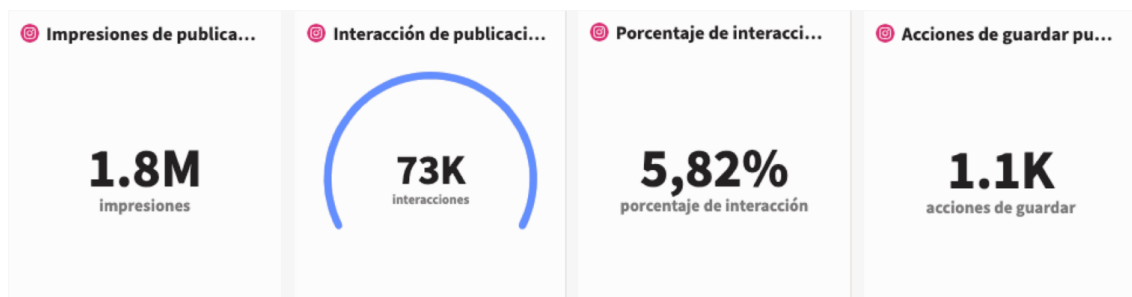 Impresiones de publica...
Interacción de publicaci...
Porcentaje de interacci...
Acciones de guardar pu...
1.8M
impresiones
73K
interacciones
5,82%
porcentaje de interacción
1.1K
acciones de guardar